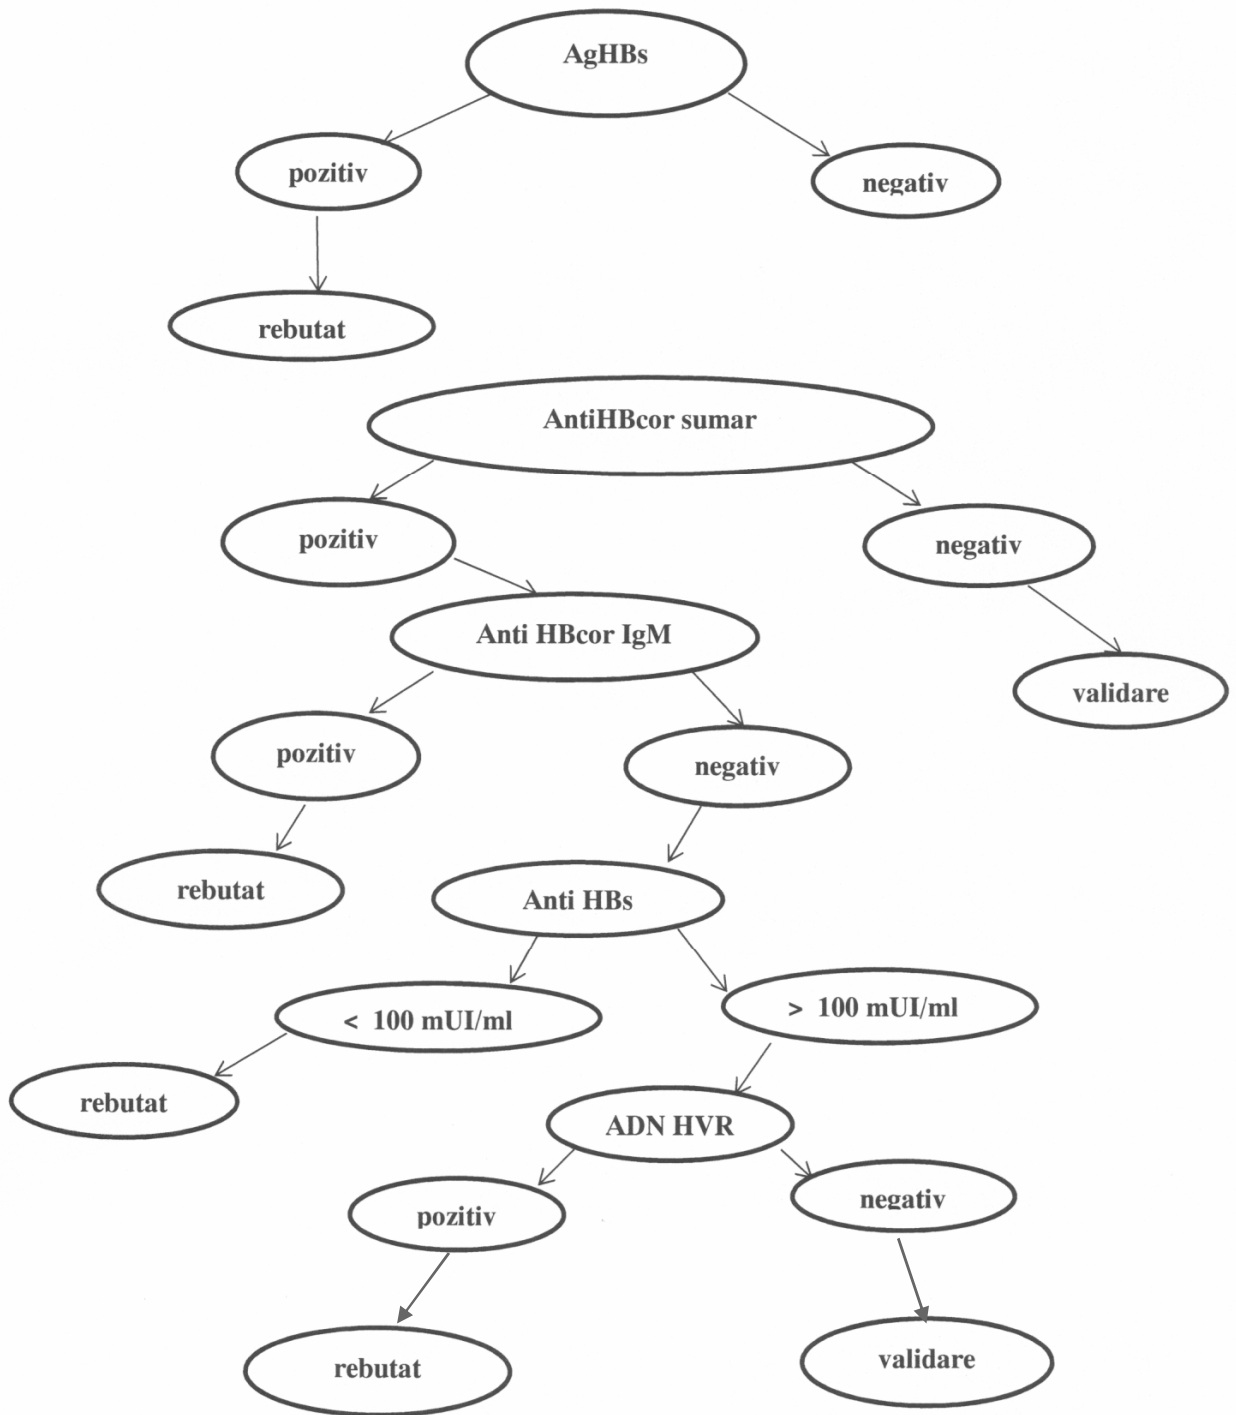 AgHBs
pozitiv
negativ
rebutat
AntiHBcor sumar
pozitiv
negativ
Anti HBcor IgM
validare
pozitiv
negativ
rebutat
Anti HBs
< 100 mUI/ml
> 100 mUI/ml
rebutat
ADN HVR
pozitiv
negativ
rebutat
validare